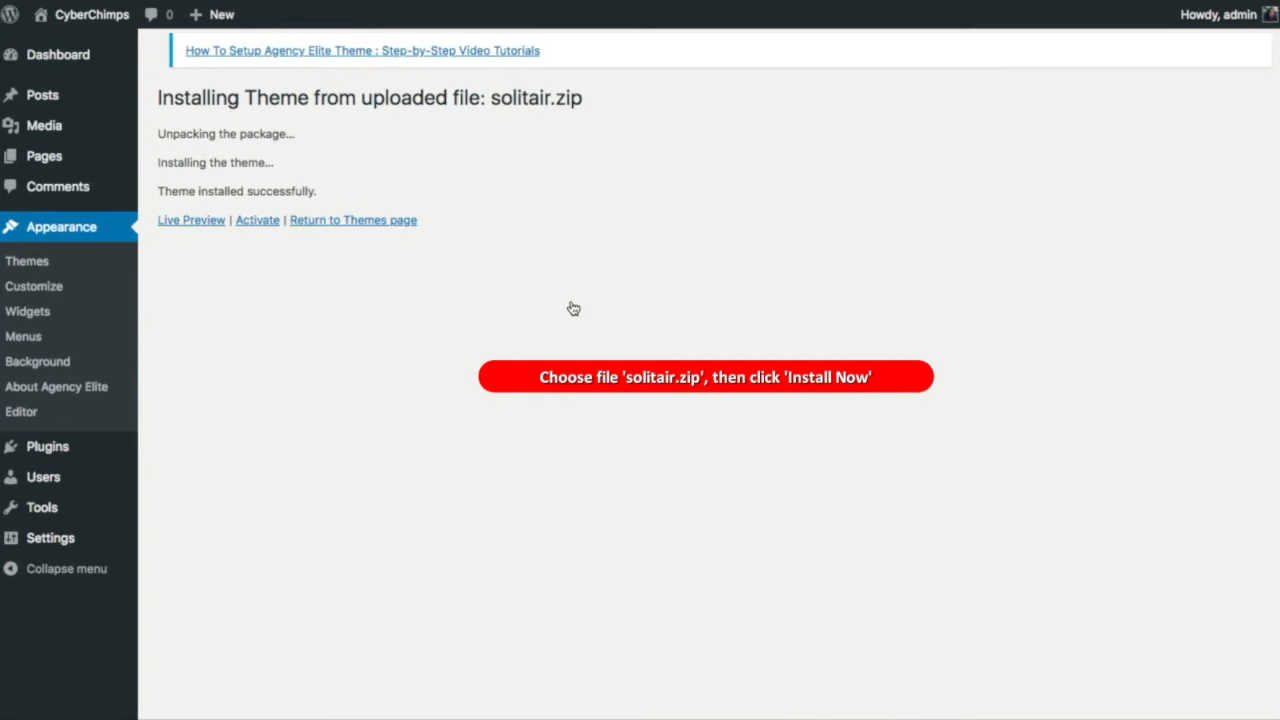 CyberChimps
0
New
Howdy, admin
Dashboard
Posts
Media
Pages
Comments
Appearance
Themes
Customize
Widgets
Menus
Background
About Agency Elite
Editor
Plugins
Users
Tools
Settings
Collapse menu
How To Setup Agency Elite Theme : Step-by-Step Video Tutorials
Installing Theme from uploaded file: solitair.zip
Unpacking the package...
Installing the theme...
Theme installed successfully.
Live Preview | Activate | Return to Themes page
Choose file 'solitair.zip', then click 'Install Now'